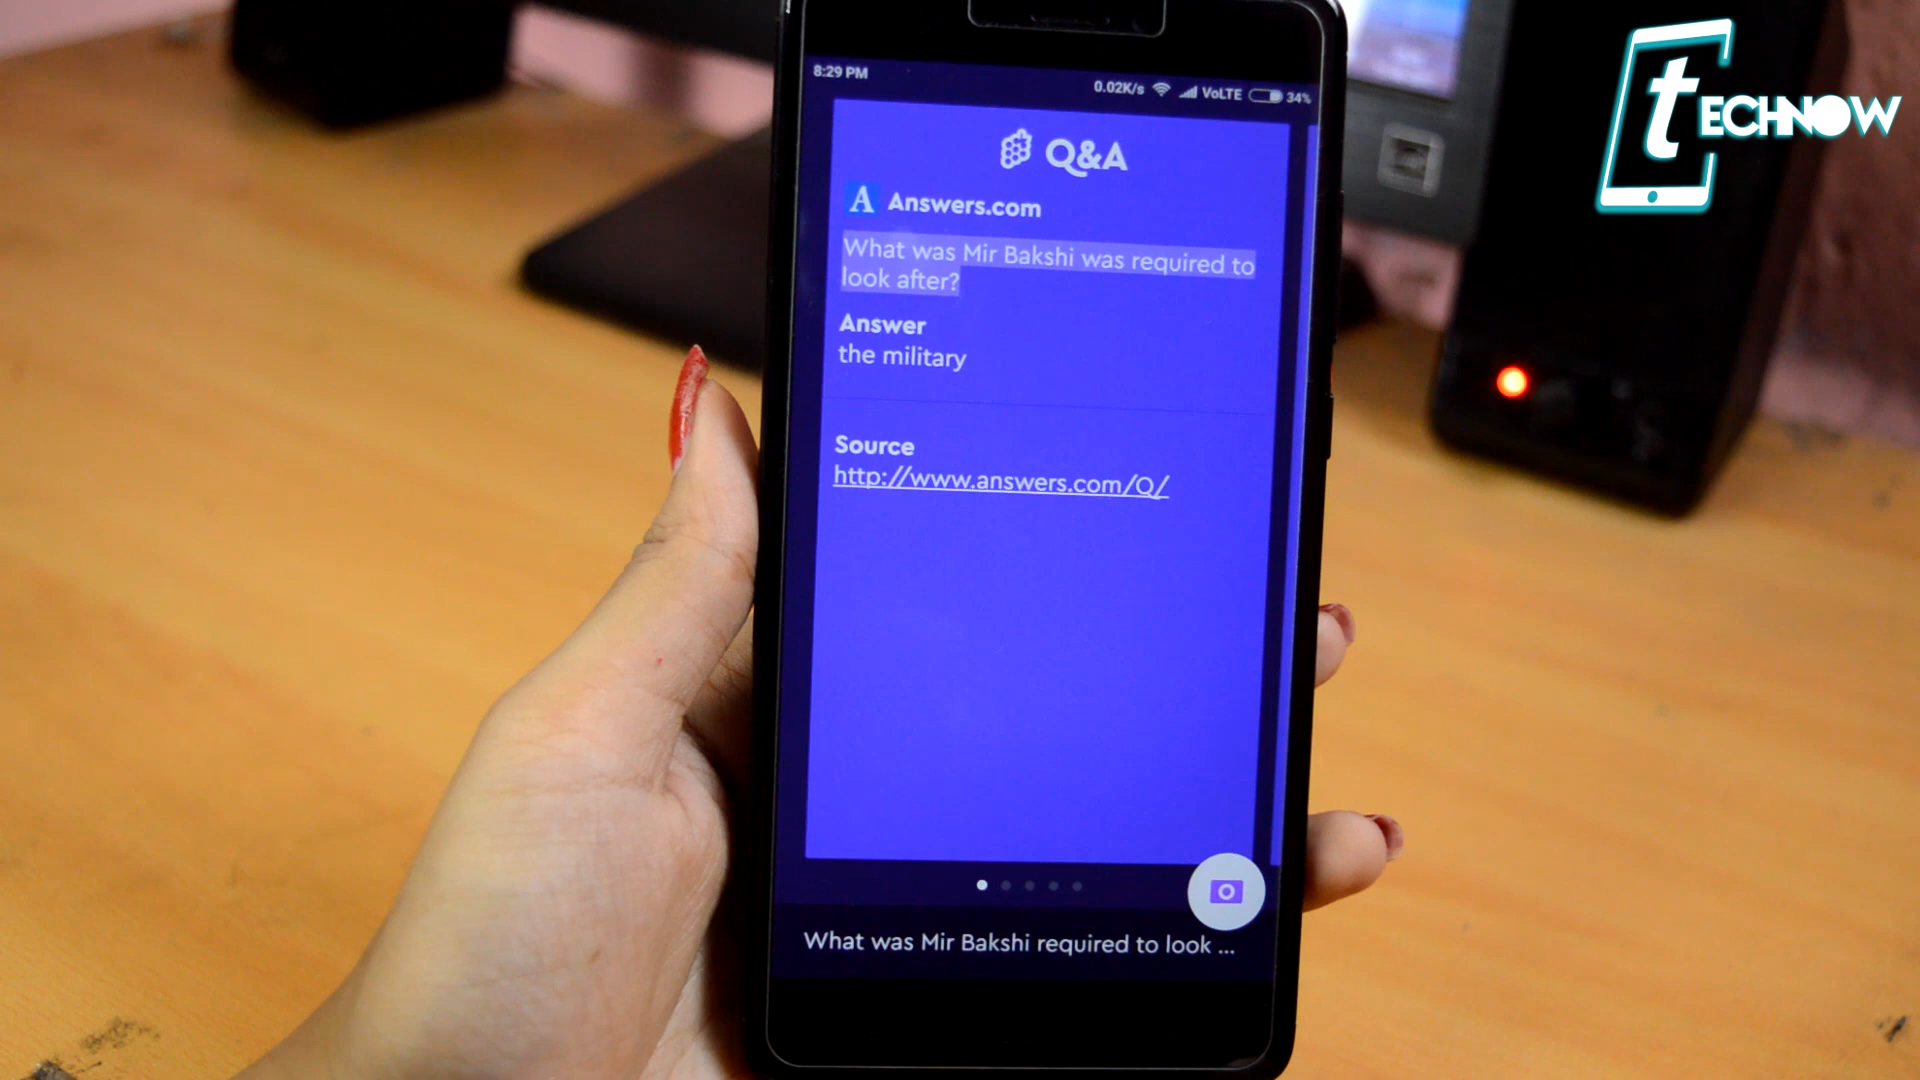 8:29 PM
0.02K/s VoLTE 34%
tECHNOW
Q&A
A Answers.com
What was Mir Bakshi was required to
look after?
Answer
the military
Source
http://www.answers.com/Q/
What was Mir Bakshi required to look ...